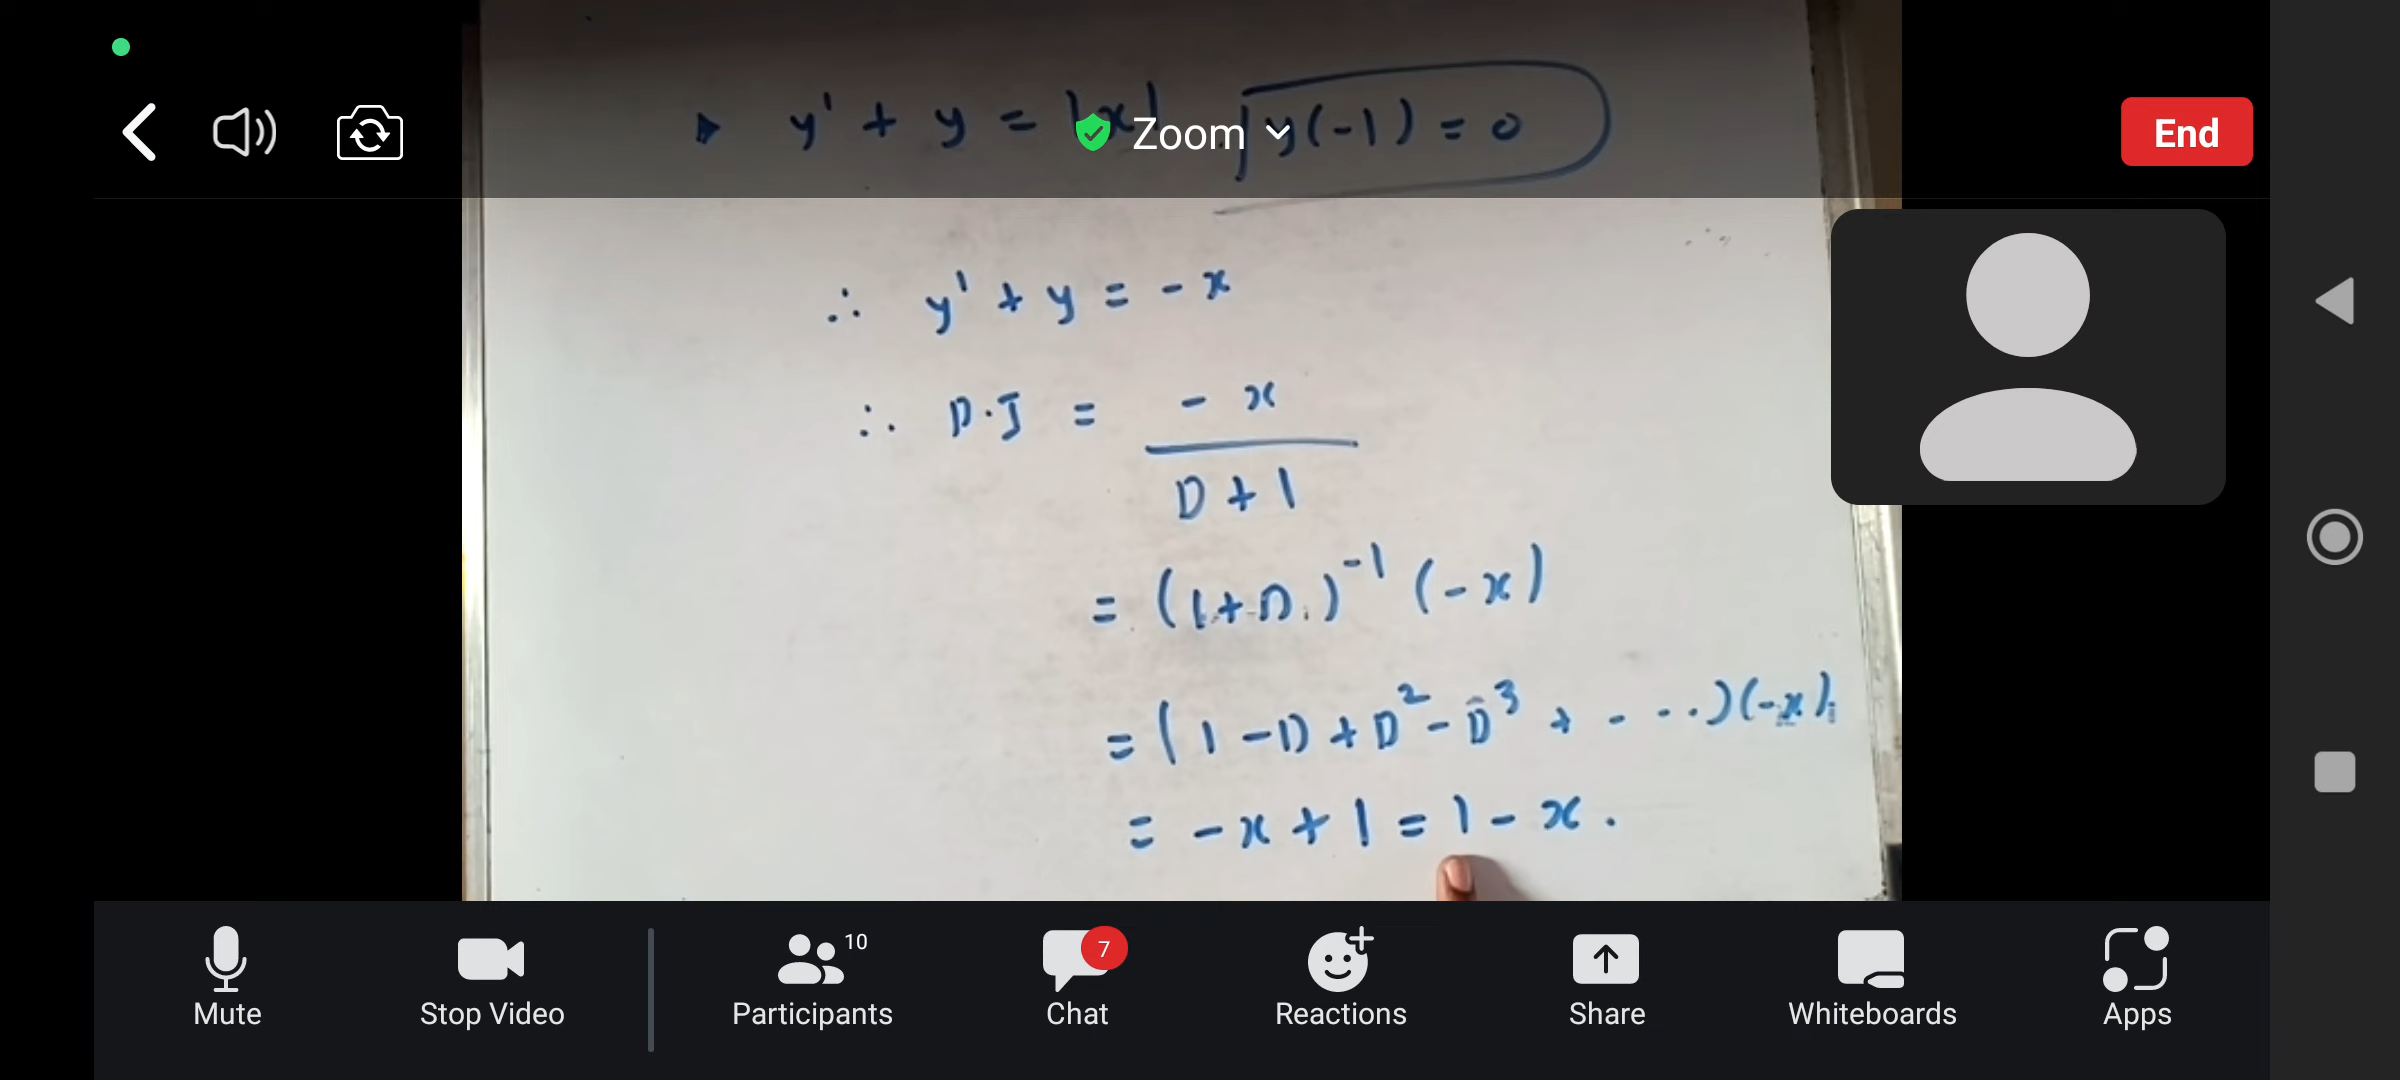 y' + y = |x| y(-1) = 0
Zoom
End
∴ y' + y = -x
∴ P.I = -x
D + 1
= (1+D)^-1 (-x)
= (1 - D + D^2 - D^3 + - - - -)(-x)
= -x + 1 = 1 - x.
Mute
Stop Video
Participants 10
Chat 7
Reactions
Share
Whiteboards
Apps